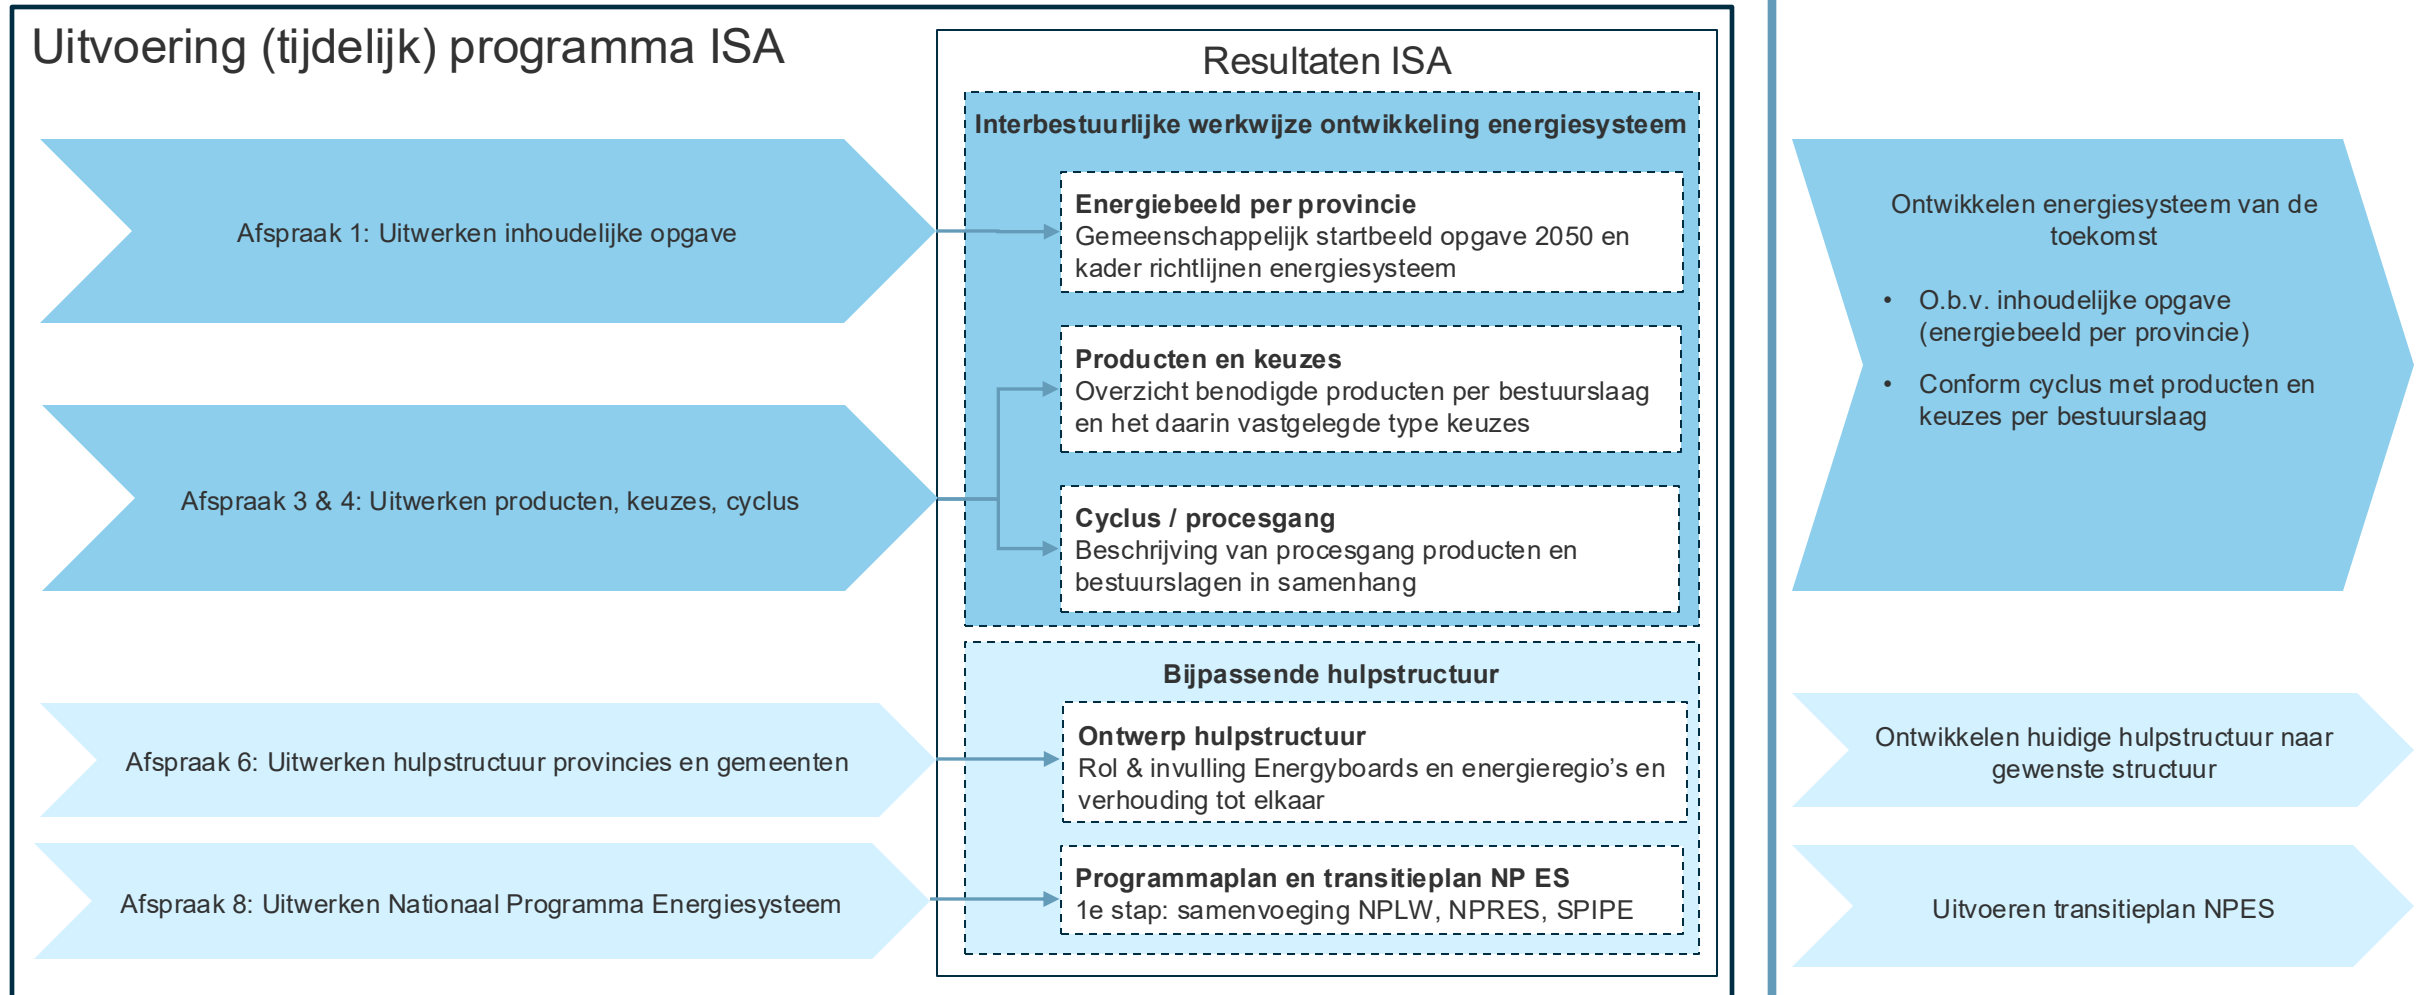 Uitvoering (tijdelijk) programma ISA
Resultaten ISA
Interbestuurlijke werkwijze ontwikkeling energiesysteem
Afspraak 1: Uitwerken inhoudelijke opgave
Energiebeeld per provincie
Gemeenschappelijk startbeeld opgave 2050 en
kader richtlijnen energiesysteem
Afspraak 3 & 4: Uitwerken producten, keuzes, cyclus
Producten en keuzes
Overzicht benodigde producten per bestuurslaag
en het daarin vastgelegde type keuzes
Cyclus / procesgang
Beschrijving van procesgang producten en
bestuurslagen in samenhang
Bijpassende hulpstructuur
Afspraak 6: Uitwerken hulpstructuur provincies en gemeenten
Ontwerp hulpstructuur
Rol & invulling Energyboards en energieregio's en
verhouding tot elkaar
Afspraak 8: Uitwerken Nationaal Programma Energiesysteem
Programmaplan en transitieplan NP ES
1e stap: samenvoeging NPLW, NPRES, SPIPE
Ontwikkelen energiesysteem van de
toekomst
• O.b.v. inhoudelijke opgave
(energiebeeld per provincie)
• Conform cyclus met producten en
keuzes per bestuurslaag
Ontwikkelen huidige hulpstructuur naar
gewenste structuur
Uitvoeren transitieplan NPES